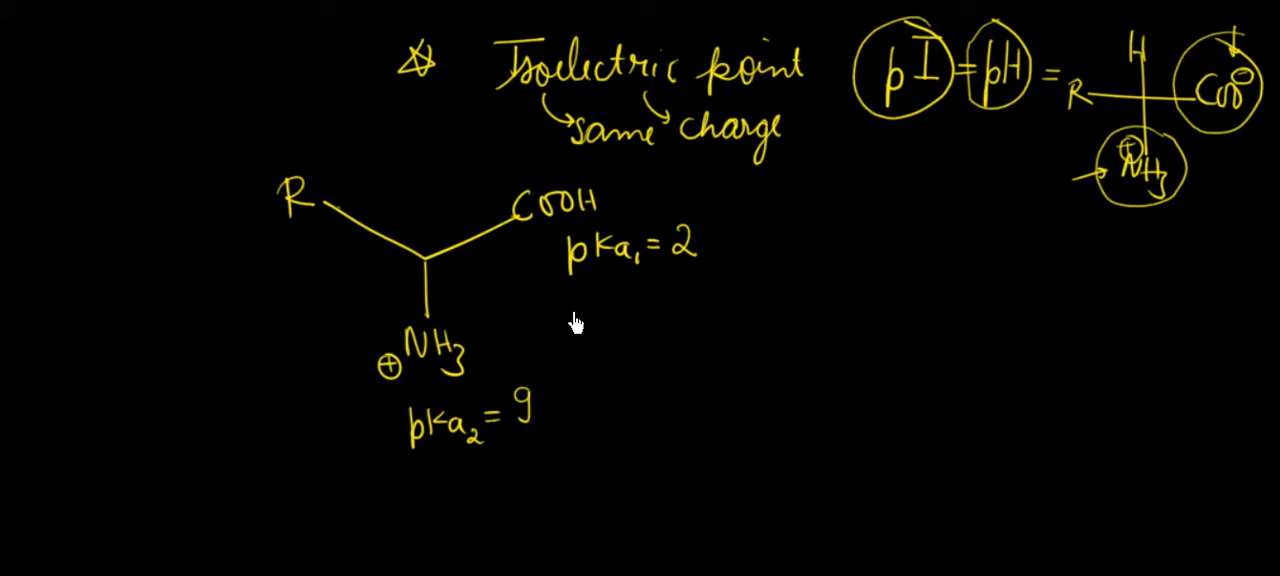 ☆ Isoelectric point
same charge
pI = pH =
H
R COO⊖
⊕NH3
R COOH
pKa1 = 2
⊕NH3
pKa2 = 9